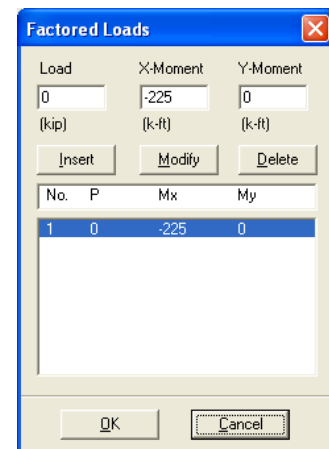 Factored Loads
Load X-Moment Y-Moment
0 -225 0
(kip) (k-ft) (k-ft)
Insert Modify Delete
No. P Mx My
1 0 -225 0
OK Cancel